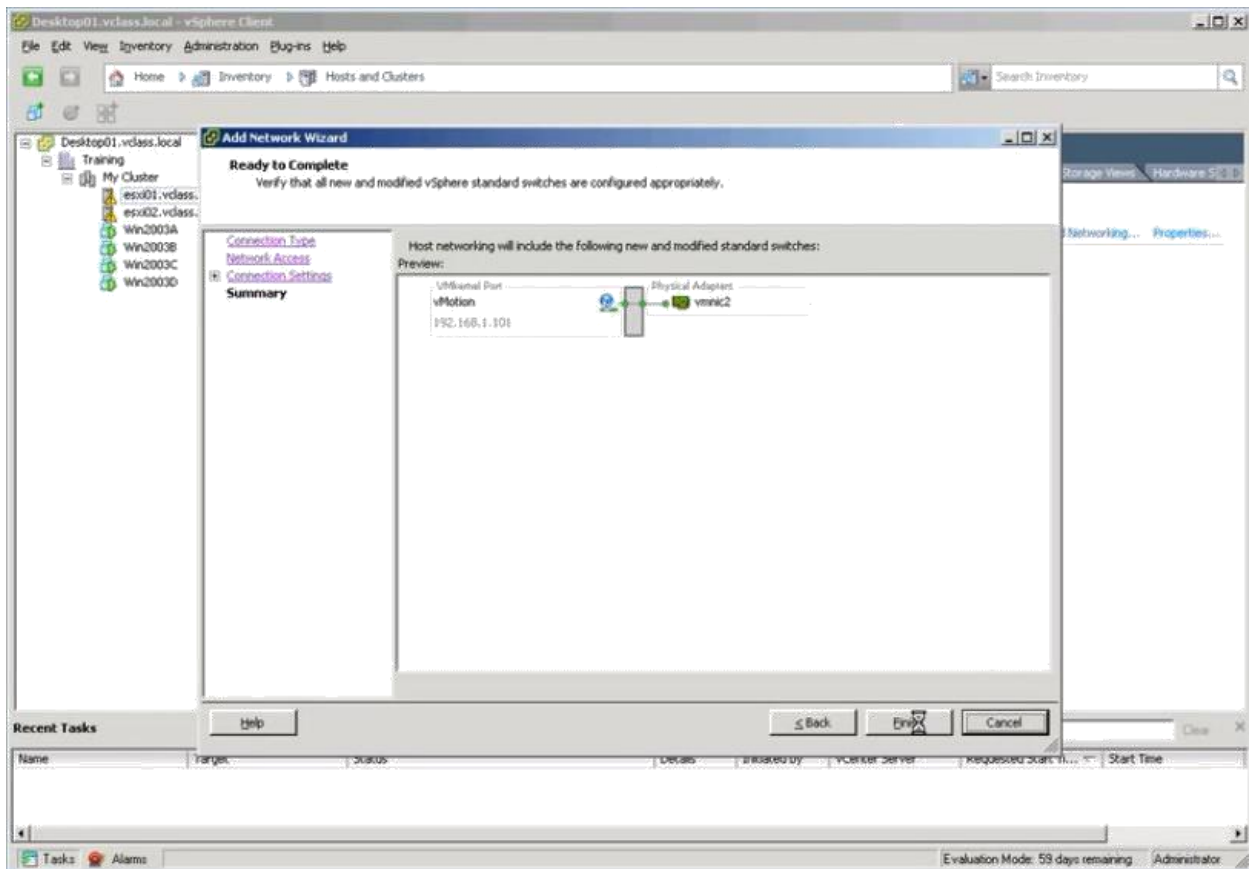 Desktop01.vclass.local - vSphere Client
File Edit View Inventory Administration Plug-ins Help
Home Inventory Hosts and Clusters
Search Inventory
Desktop01.vclass.local
Training
My Cluster
esxi01.vclass.
esxi02.vclass.
Win2003A
Win2003B
Win2003C
Win2003D
Add Network Wizard
Ready to Complete
Verify that all new and modified vSphere standard switches are configured appropriately.
Connection Type
Network Access
Connection Settings
Summary
Host networking will include the following new and modified standard switches:
Preview:
VMkernel Port
vMotion
192.168.1.101
Physical Adapters
vmnic2
Storage Views Hardware S
Networking... Properties...
Help
< Back
Cancel
Recent Tasks
Clear
Name Target Status Details Initiated by vCenter Server Requested Start Ti... Start Time
Tasks Alarms
Evaluation Mode: 59 days remaining Administrator